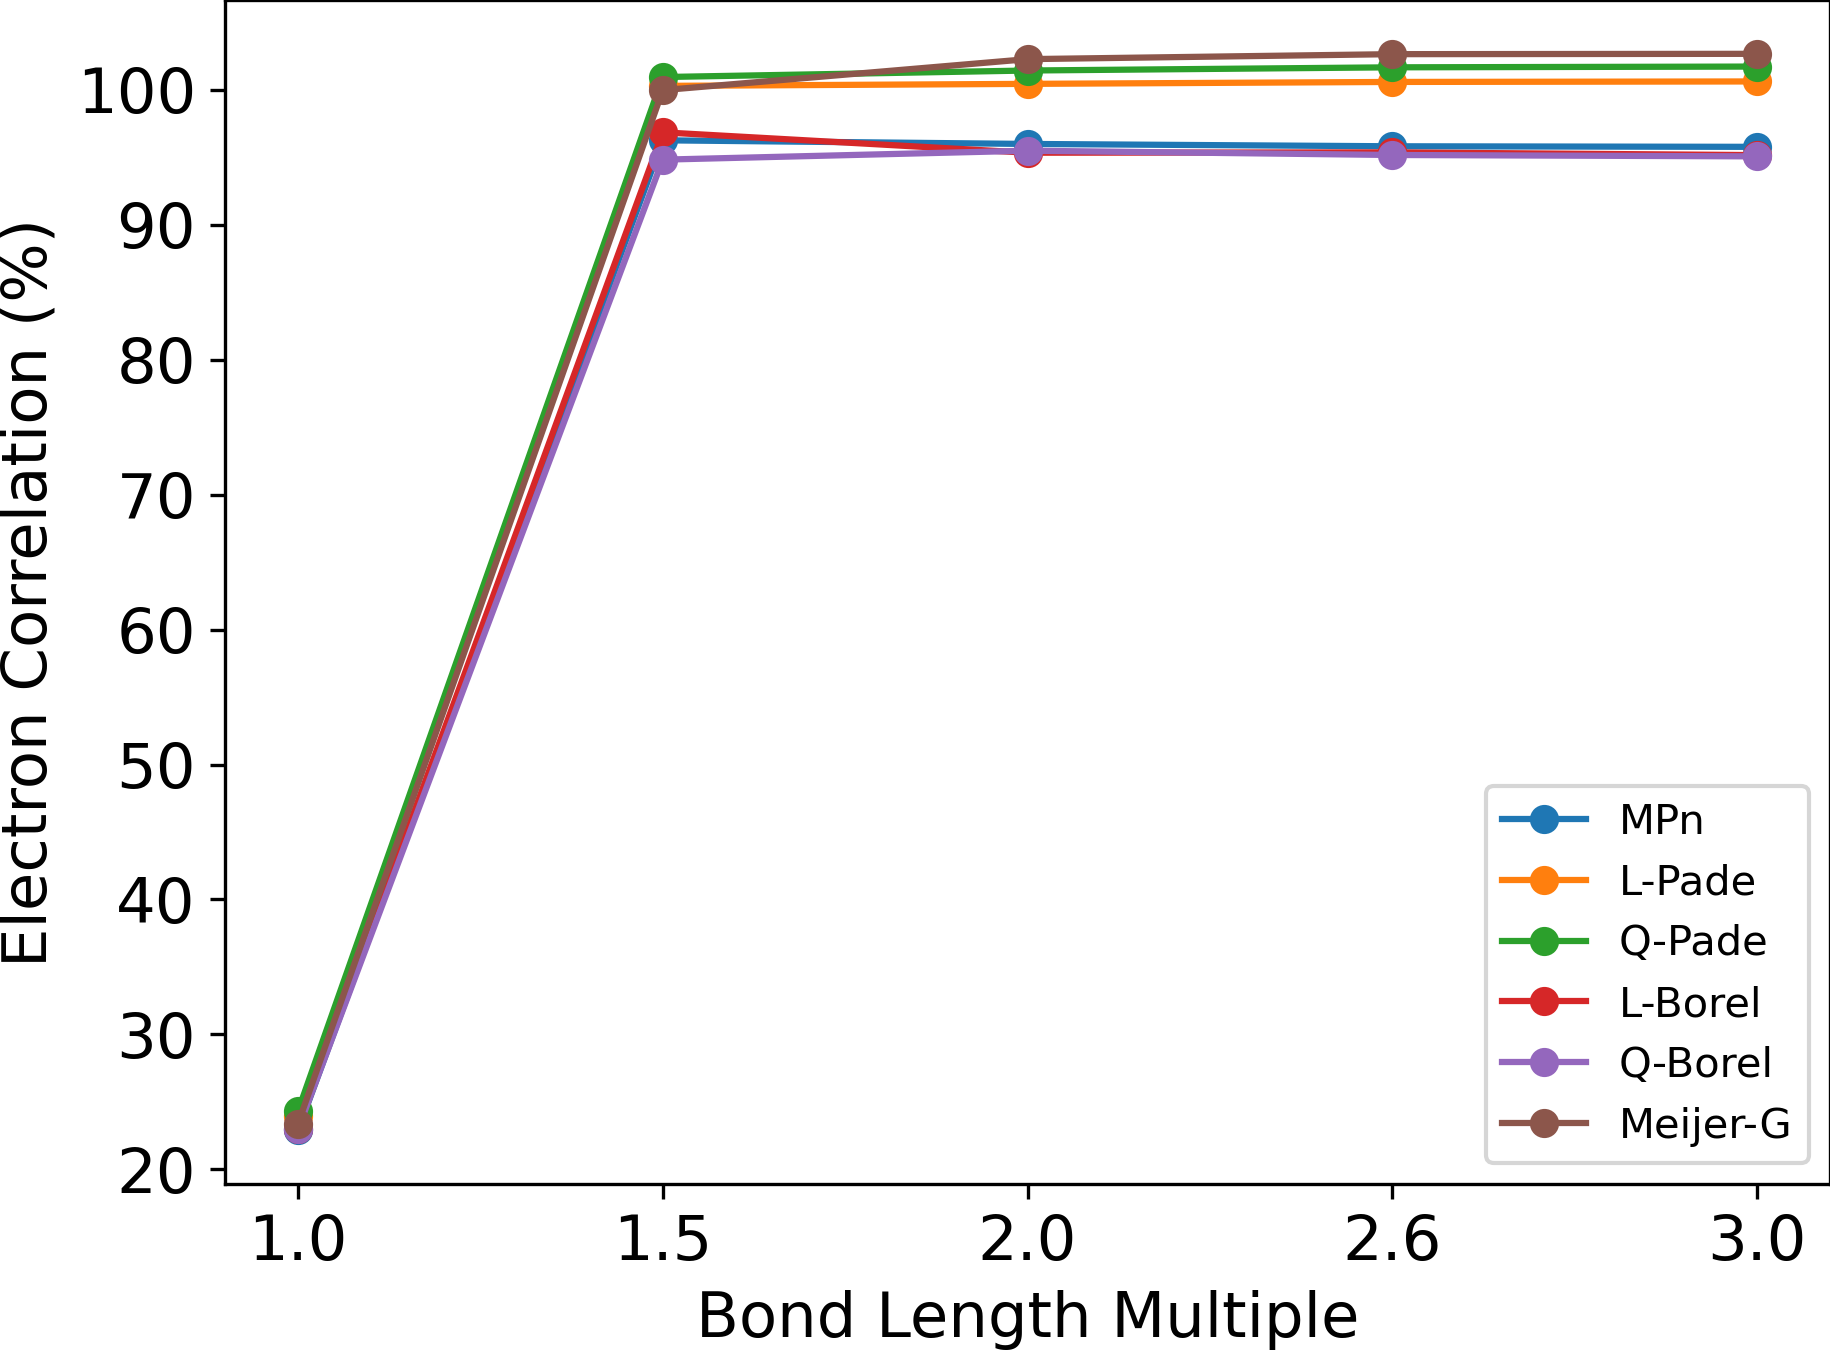 Electron Correlation (%)
100
90
80
70
60
50
40
30
20
1.0 1.5 2.0 2.6 3.0
Bond Length Multiple
MPn
L-Pade
Q-Pade
L-Borel
Q-Borel
Meijer-G